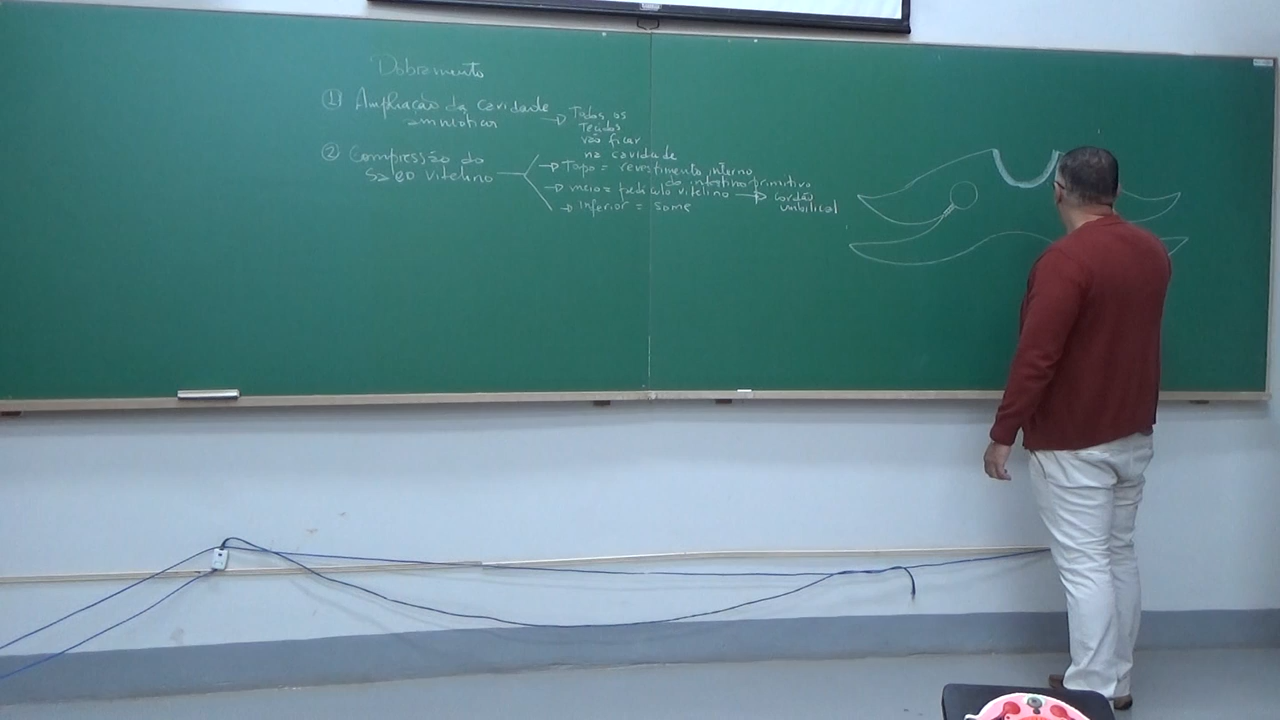 Dobramento
① Ampliação da cavidade
amniótica → Todos os
Tecidos
vão ficar
na cavidade
② Compressão do
saco vitelino
→ Topo = revestimento interno
do intestino primitivo
→ meio = pedículo vitelino → cordão
umbilical
→ Inferior = some